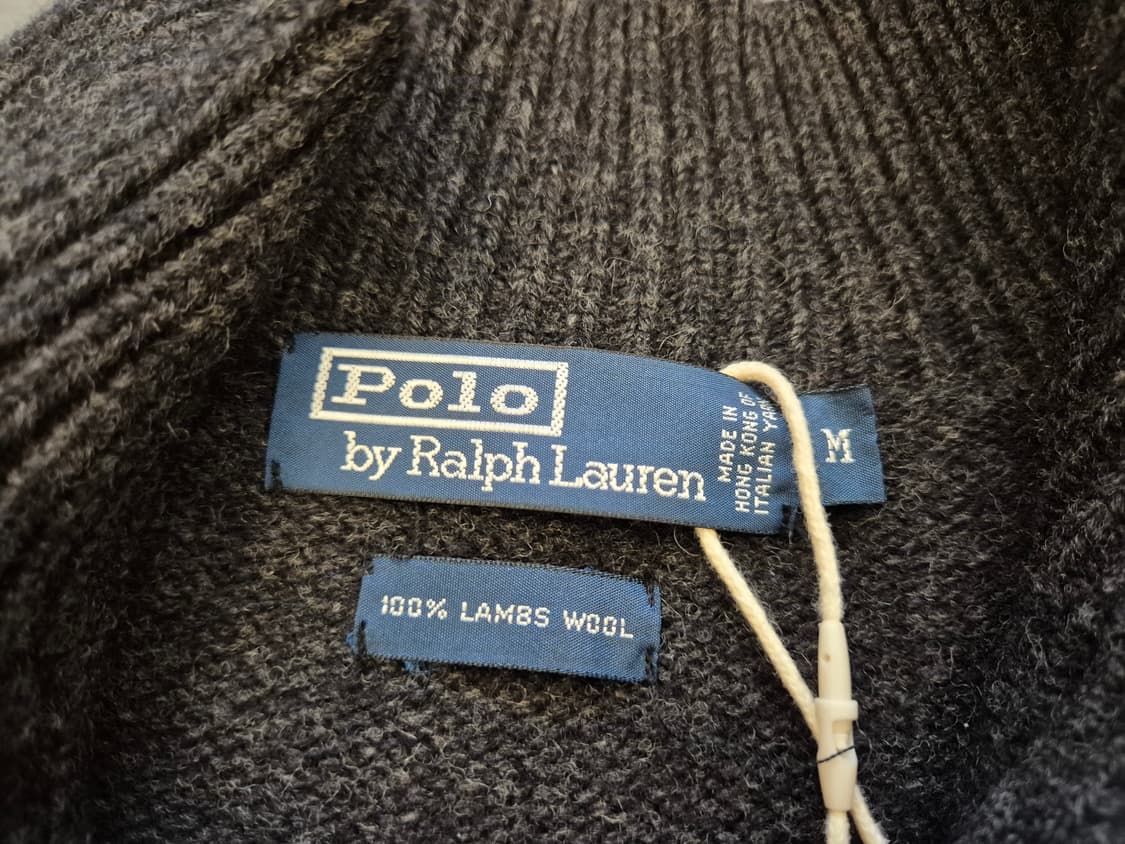 Polo
by Ralph Lauren
MADE IN
HONG KONG OF
ITALIAN YARN
M
100% LAMBS WOOL